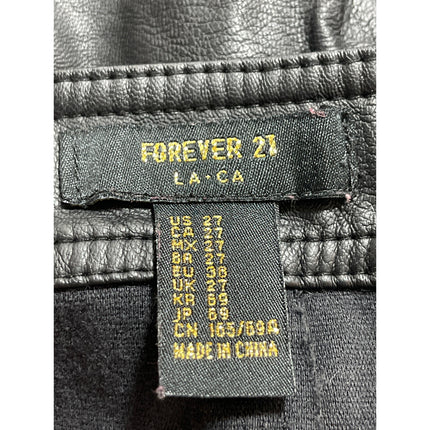 FOREVER 21
LA·CA
US 27
CA 27
MX 27
BR 27
EU 38
UK 27
KR 69
JP 69
CN 165/69A
MADE IN CHINA